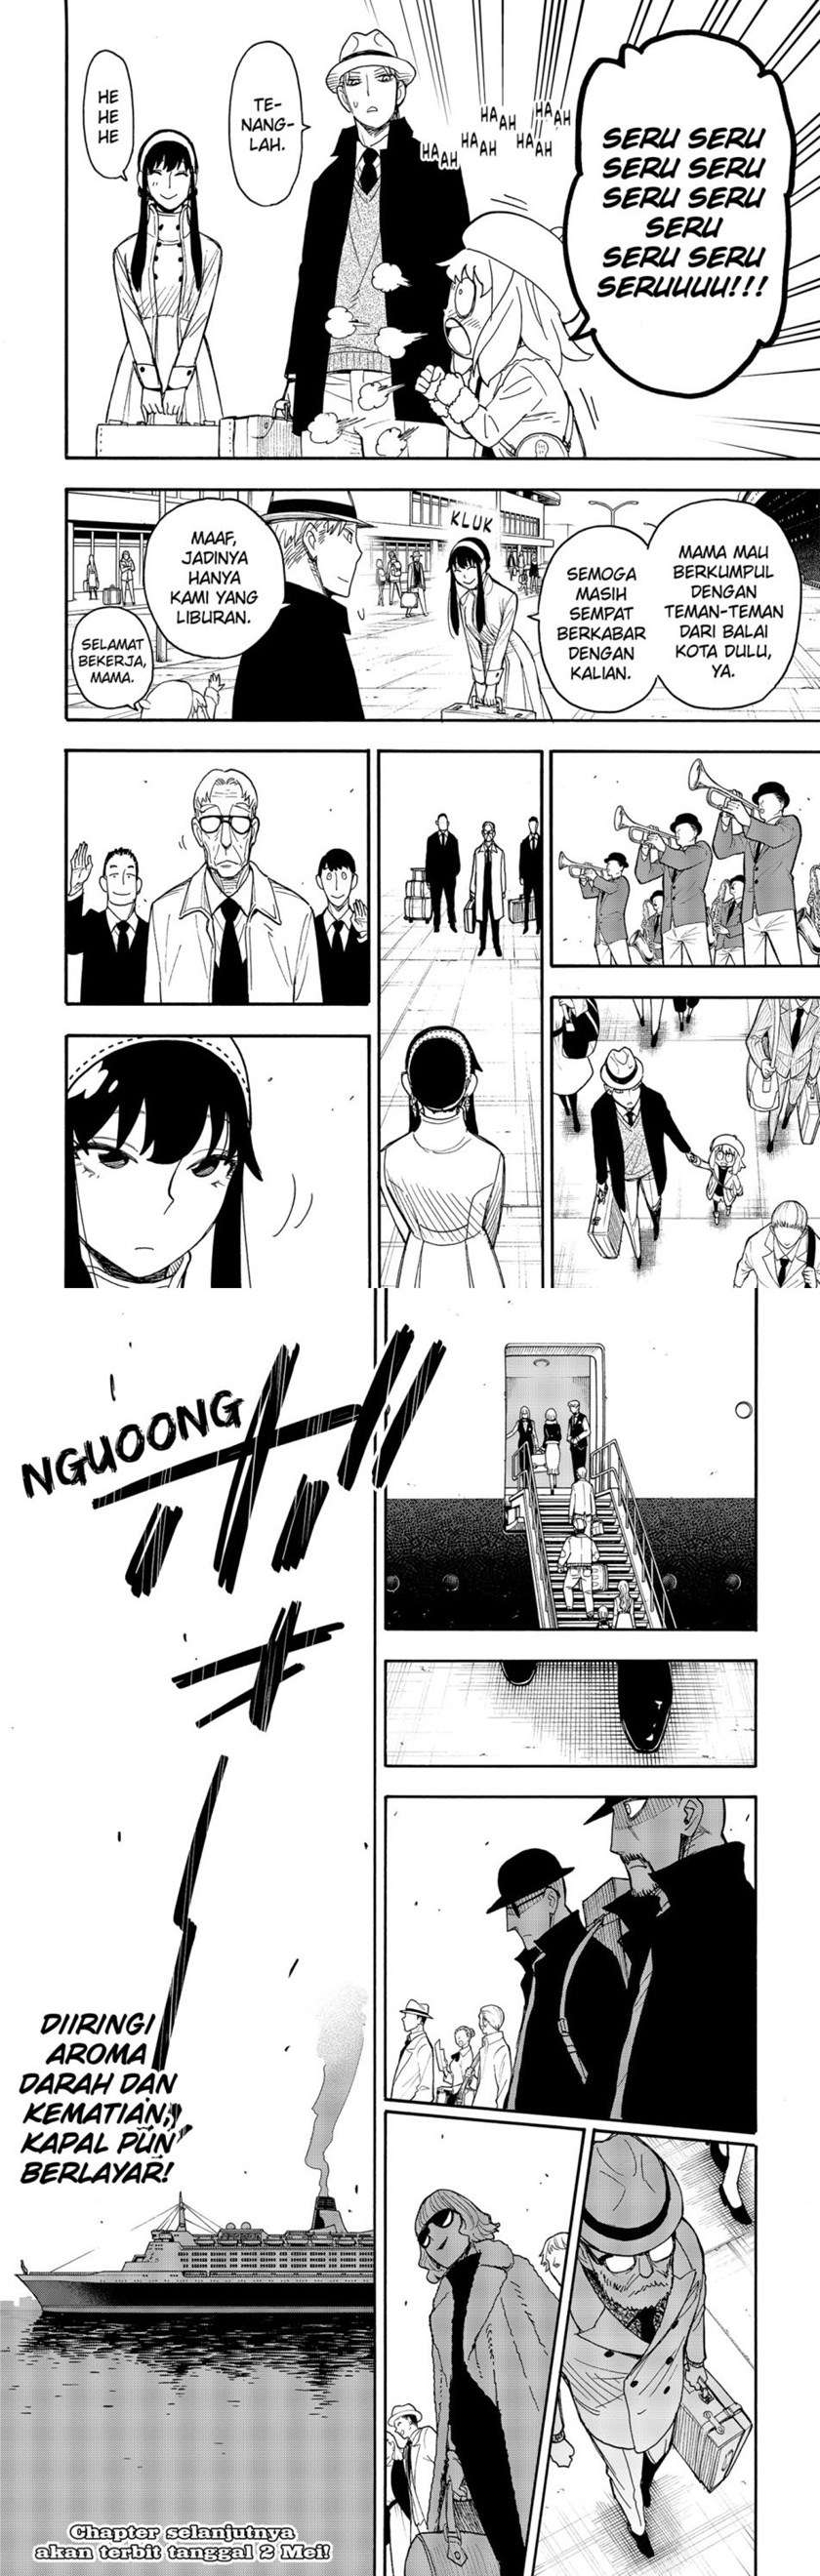 SERU SERU
SERU SERU
SERU SERU
SERU
SERU SERU
SERUUUU!!!
HAAH
HAAH
HAAH
HAAH
HAAH
TE-
NANG-
LAH.
HE
HE
HE
MAMA MAU
BERKUMPUL
DENGAN
TEMAN-TEMAN
DARI BALAI
KOTA DULU,
YA.
SEMOGA
MASIH
SEMPAT
BERKABAR
DENGAN
KALIAN.
KLUK
MAAF,
JADINYA
HANYA
KAMI YANG
LIBURAN.
SELAMAT
BEKERJA,
MAMA.
NGUOONG
DIIRINGI
AROMA
DARAH DAN
KEMATIAN,
KAPAL PUN
BERLAYAR!
Chapter selanjutnya
akan terbit tanggal 2 Mei!